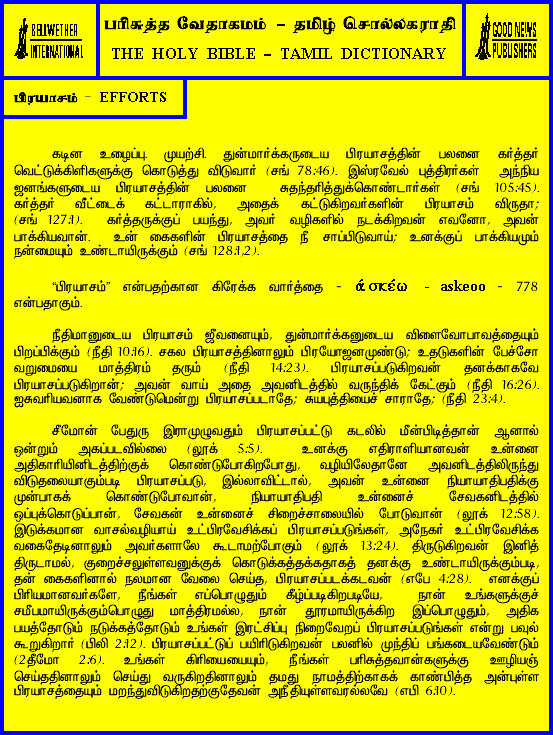 BELLWETHER
INTERNATIONAL
பரிசுத்த வேதாகமம் - தமிழ் சொல்லகராதி
THE HOLY BIBLE - TAMIL DICTIONARY
GOOD NEWS
PUBLISHERS
பிரயாசம் - EFFORTS
கடின உழைப்பு. முயற்சி. துன்மார்க்கருடைய பிரயாசத்தின் பலனை கர்த்தர்
வெட்டுக்கிளிகளுக்கு கொடுத்து விடுவார் (சங் 78:46). இஸ்ரவேல் புத்திரர்கள் அந்நிய
ஜனங்களுடைய பிரயாசத்தின் பலனை சுதந்தரித்துக்கொண்டார்கள் (சங் 105:45).
கர்த்தர் வீட்டைக் கட்டாராகில், அதைக் கட்டுகிறவர்களின் பிரயாசம் விருதா;
(சங் 127:1). கர்த்தருக்குப் பயந்து, அவர் வழிகளில் நடக்கிறவன் எவனோ, அவன்
பாக்கியவான். உன் கைகளின் பிரயாசத்தை நீ சாப்பிடுவாய்; உனக்குப் பாக்கியமும்
நன்மையும் உண்டாயிருக்கும் (சங் 128:1,2).
“பிரயாசம்” என்பதற்கான கிரேக்க வார்த்தை - άσκέω - askeoo - 778
என்பதாகும்.
நீதிமானுடைய பிரயாசம் ஜீவனையும், துன்மார்க்கனுடைய விளைவோபாவத்தையும்
பிறப்பிக்கும் (நீதி 10:16). சகல பிரயாசத்தினாலும் பிரயோஜனமுண்டு; உதடுகளின் பேச்சோ
வறுமையை மாத்திரம் தரும் (நீதி 14:23). பிரயாசப்படுகிறவன் தனக்காகவே
பிரயாசப்படுகிறான்; அவன் வாய் அதை அவனிடத்தில் வருந்திக் கேட்கும் (நீதி 16:26).
ஐசுவரியவனாக வேண்டுமென்று பிரயாசப்படாதே; சுயபுத்தியைச் சாராதே; (நீதி 23:4).
சீமோன் பேதுரு இராமுழுவதும் பிரயாசப்பட்டு கடலில் மீன்பிடித்தான் ஆனால்
ஒன்றும் அகப்படவில்லை (லூக் 5:5). உனக்கு எதிராளியானவன் உன்னை
அதிகாரியினிடத்திற்குக் கொண்டுபோகிறபோது, வழியிலேதானே அவனிடத்திலிருந்து
விடுதலையாகும்படி பிரயாசப்படு, இல்லாவிட்டால், அவன் உன்னை நியாயாதிபதிக்கு
முன்பாகக் கொண்டுபோவான், நியாயாதிபதி உன்னைச் சேவகனிடத்தில்
ஒப்புக்கொடுப்பான், சேவகன் உன்னைச் சிறைச்சாலையில் போடுவான் (லூக் 12:58).
இடுக்கமான வாசல்வழியாய் உட்பிரவேசிக்கப் பிரயாசப்படுங்கள், அநேகர் உட்பிரவேசிக்க
வகைதேடினாலும் அவர்களாலே கூடாமற்போகும் (லூக் 13:24). திருடுகிறவன் இனித்
திருடாமல், குறைச்சலுள்ளவனுக்குக் கொடுக்கத்தக்கதாகத் தனக்கு உண்டாயிருக்கும்படி,
தன் கைகளினால் நலமான வேலை செய்த, பிரயாசப்படக்கடவன் (எபே 4:28). எனக்குப்
பிரியமானவர்களே, நீங்கள் எப்பொழுதும் கீழ்ப்படிகிறபடியே, நான் உங்களுக்குச்
சமீபமாயிருக்கும்பொழுது மாத்திரமல்ல, நான் தூரமாயிருக்கிற இப்பொழுதும், அதிக
பயத்தோடும் நடுக்கத்தோடும் உங்கள் இரட்சிப்பு நிறைவேறப் பிரயாசப்படுங்கள் என்று பவுல்
கூறுகிறார் (பிலி 2:12). பிரயாசப்பட்டுப் பயிரிடுகிறவன் பலனில் முந்திப் பங்கடையவேண்டும்
(2தீமோ 2:6). உங்கள் கிரியையையும், நீங்கள் பரிசுத்தவான்களுக்கு ஊழியஞ்
செய்ததினாலும் செய்து வருகிறதினாலும் தமது நாமத்திற்காகக் காண்பித்த அன்புள்ள
பிரயாசத்தையும் மறந்துவிடுகிறதற்குதேவன் அநீதியுள்ளவரல்லவே (எபி 6:10).